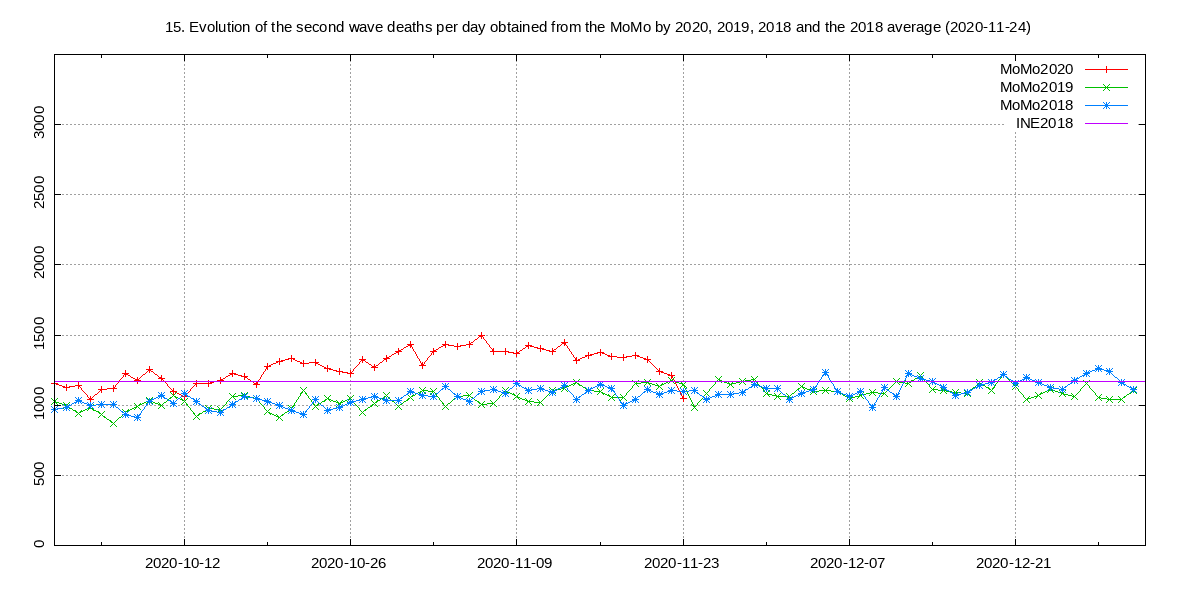 15. Evolution of the second wave deaths per day obtained from the MoMo by 2020, 2019, 2018 and the 2018 average (2020-11-24)
MoMo2020
MoMo2019
MoMo2018
INE2018
3000
2500
2000
1500
1000
500
0
2020-10-12 2020-10-26 2020-11-09 2020-11-23 2020-12-07 2020-12-21